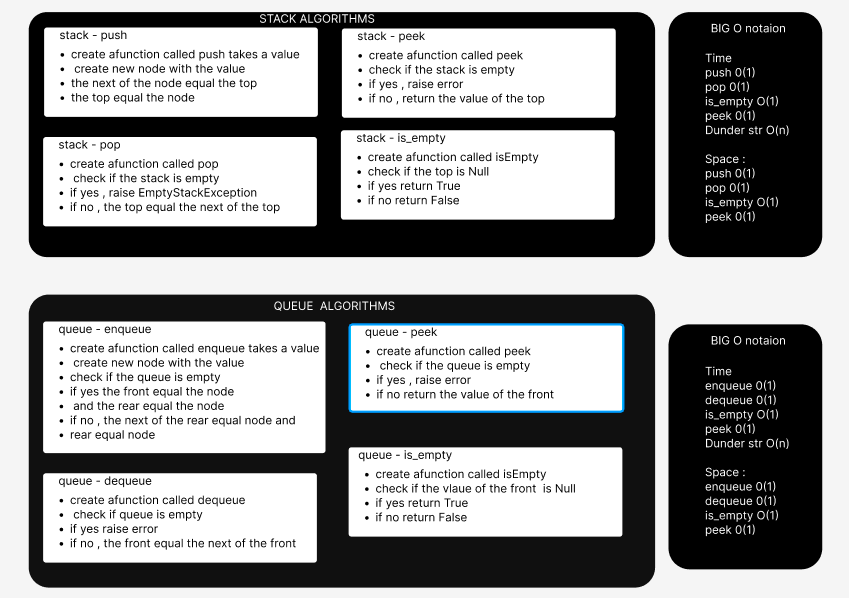 STACK ALGORITHMS
stack - push
• create afunction called push takes a value
• create new node with the value
• the next of the node equal the top
• the top equal the node
stack - peek
• create afunction called peek
• check if the stack is empty
• if yes , raise error
• if no , return the value of the top
stack - pop
• create afunction called pop
• check if the stack is empty
• if yes , raise EmptyStackException
• if no , the top equal the next of the top
stack - is_empty
• create afunction called isEmpty
• check if the top is Null
• if yes return True
• if no return False
BIG O notaion
Time
push 0(1)
pop 0(1)
is_empty O(1)
peek 0(1)
Dunder str O(n)
Space :
push 0(1)
pop 0(1)
is_empty O(1)
peek 0(1)
QUEUE ALGORITHMS
queue - enqueue
• create afunction called enqueue takes a value
• create new node with the value
• check if the queue is empty
• if yes the front equal the node
• and the rear equal the node
• if no , the next of the rear equal node and
• rear equal node
queue - peek
• create afunction called peek
• check if the queue is empty
• if yes , raise error
• if no return the value of the front
queue - dequeue
• create afunction called dequeue
• check if queue is empty
• if yes raise error
• if no , the front equal the next of the front
queue - is_empty
• create afunction called isEmpty
• check if the vlaue of the front is Null
• if yes return True
• if no return False
BIG O notaion
Time
enqueue 0(1)
dequeue 0(1)
is_empty O(1)
peek 0(1)
Dunder str O(n)
Space :
enqueue 0(1)
dequeue 0(1)
is_empty O(1)
peek 0(1)